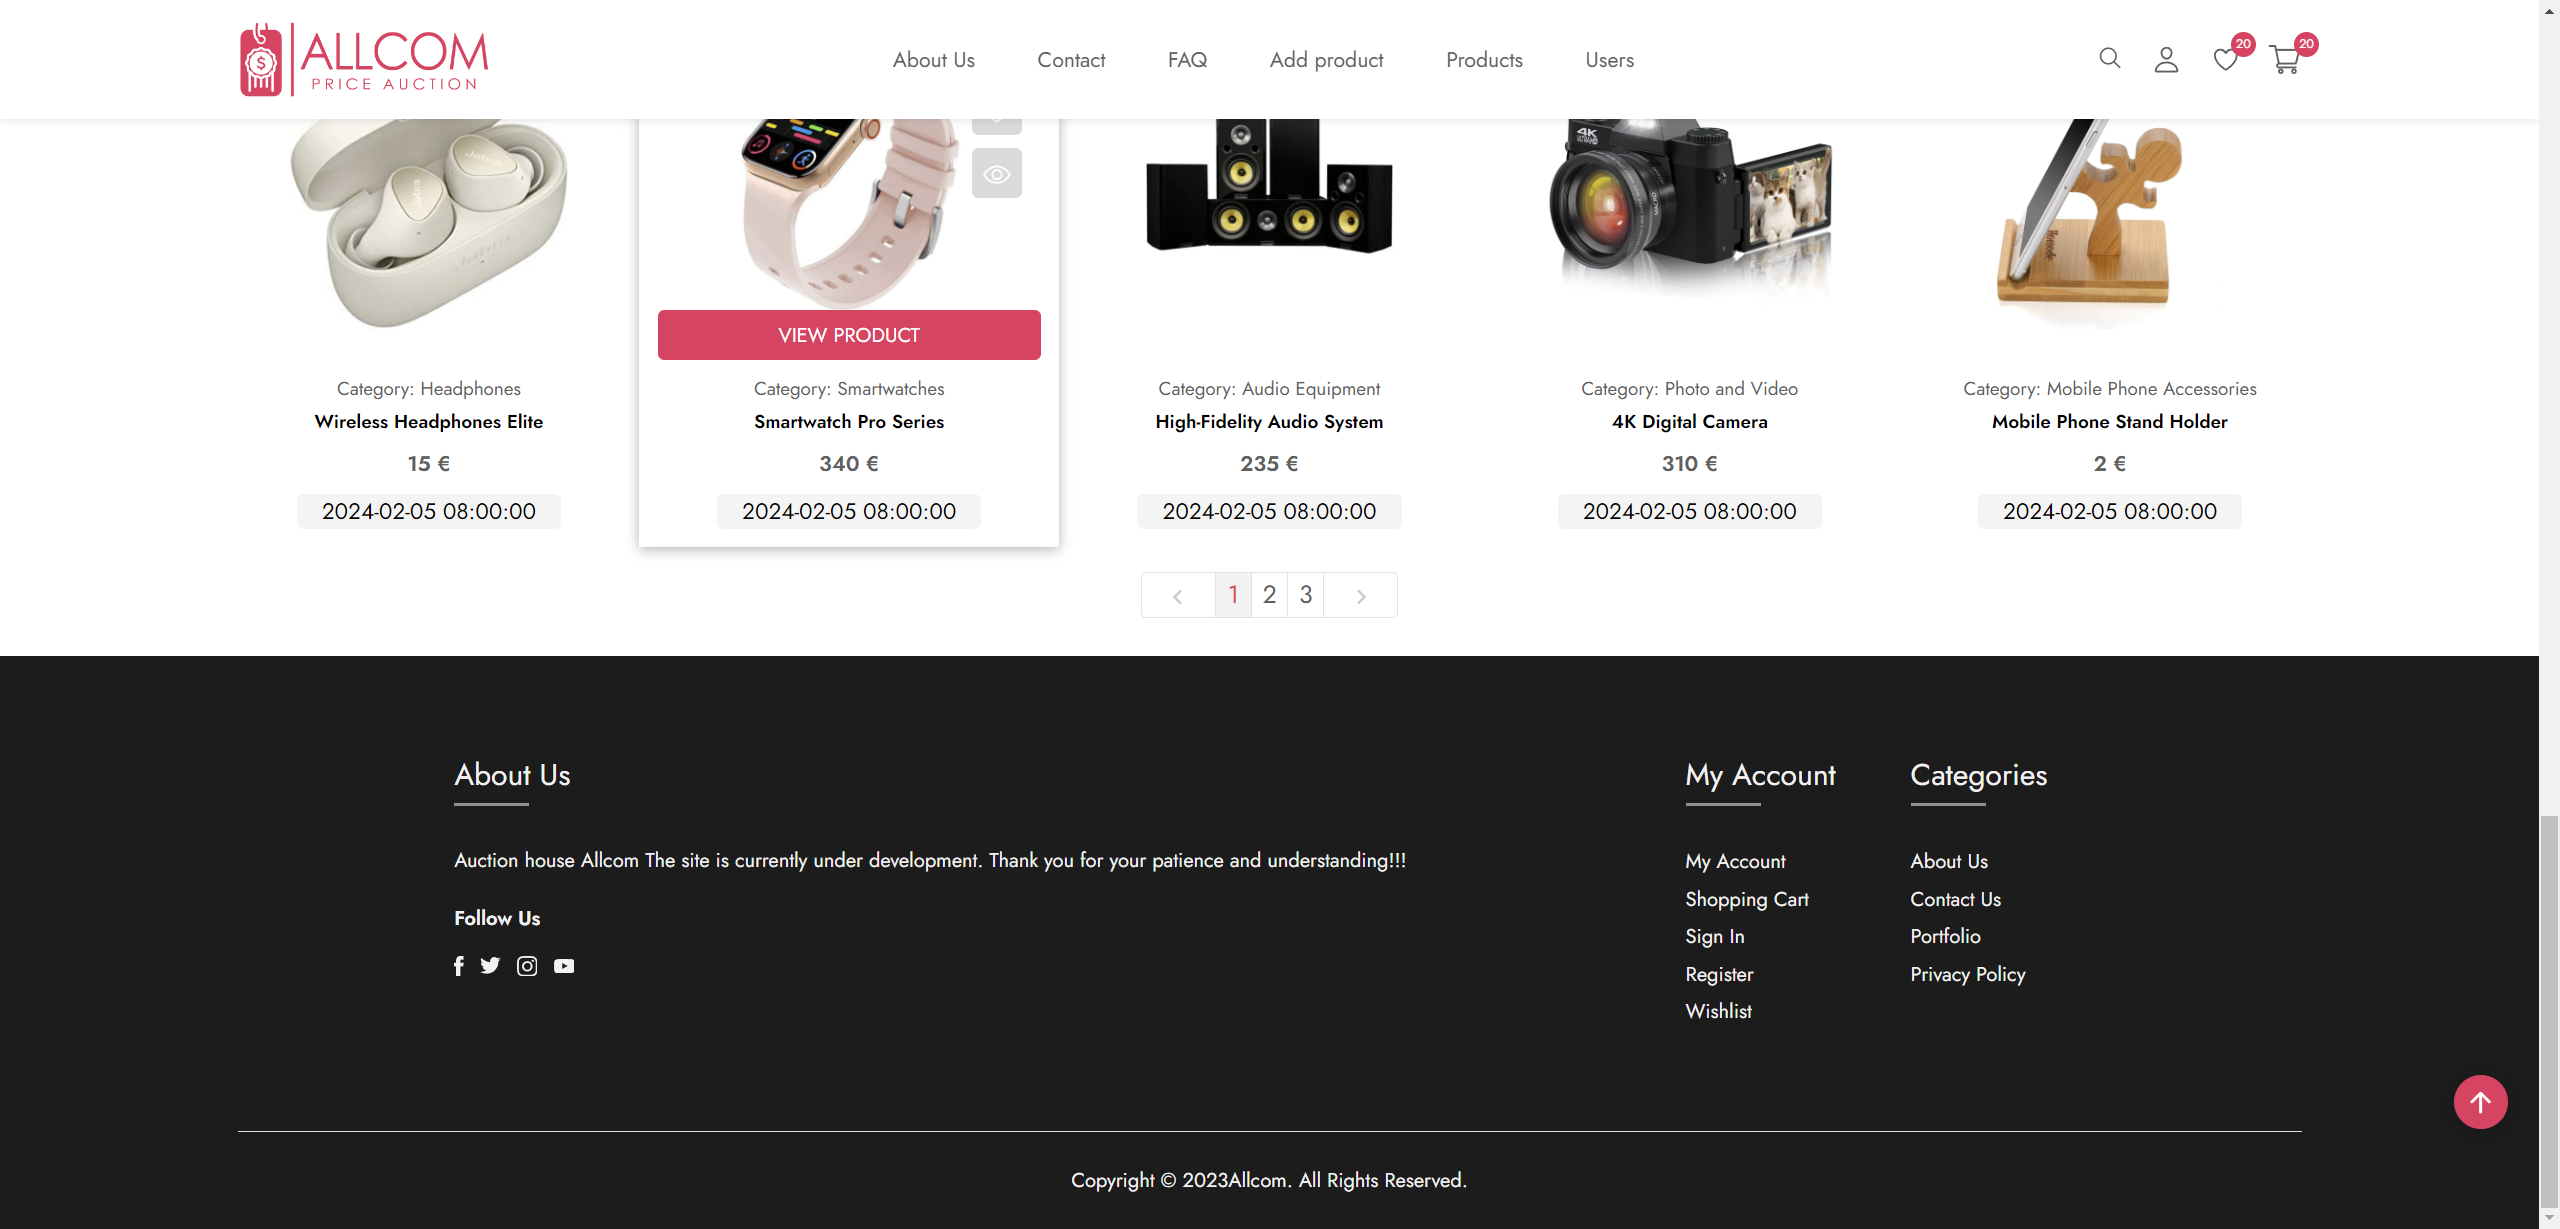 ALLCOM
PRICE AUCTION
About Us
Contact
FAQ
Add product
Products
Users
20
20
Jabra
Jabra
4K
ULTRA HD
MACRO
VIEW PRODUCT
Category: Headphones
Wireless Headphones Elite
15 €
2024-02-05 08:00:00
Category: Smartwatches
Smartwatch Pro Series
340 €
2024-02-05 08:00:00
Category: Audio Equipment
High-Fidelity Audio System
235 €
2024-02-05 08:00:00
Category: Photo and Video
4K Digital Camera
310 €
2024-02-05 08:00:00
Category: Mobile Phone Accessories
Mobile Phone Stand Holder
2 €
2024-02-05 08:00:00
1
2
3
About Us
Auction house Allcom The site is currently under development. Thank you for your patience and understanding!!!
Follow Us
My Account
My Account
Shopping Cart
Sign In
Register
Wishlist
Categories
About Us
Contact Us
Portfolio
Privacy Policy
Copyright © 2023Allcom. All Rights Reserved.